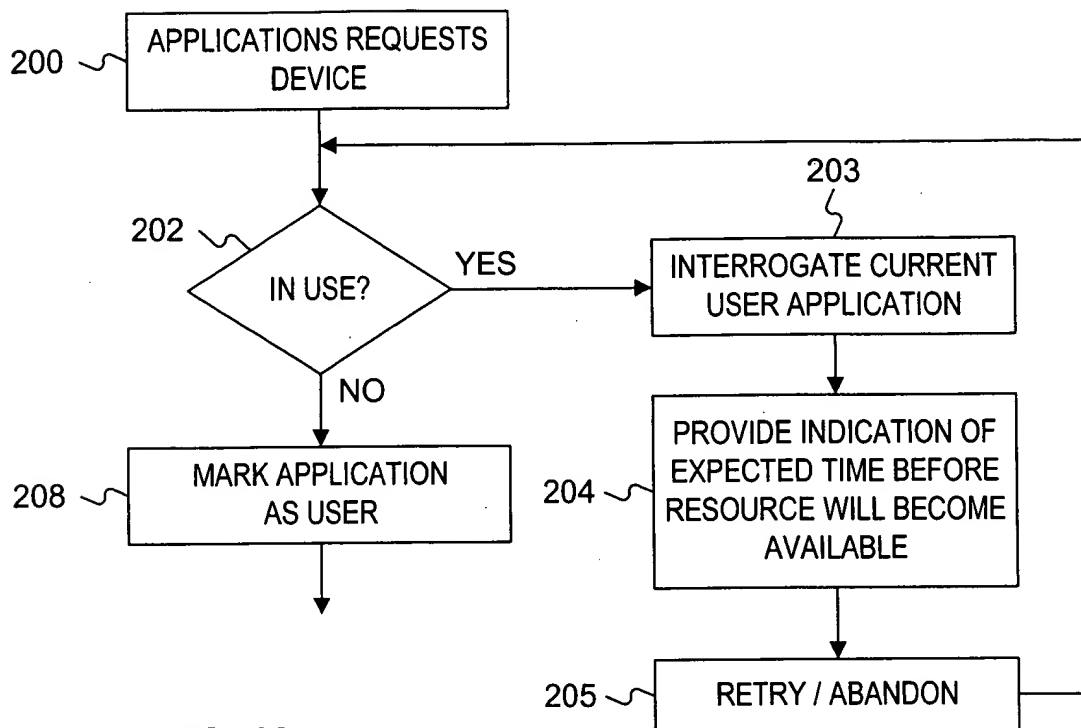 200
APPLICATIONS REQUESTS
DEVICE
203
202
IN USE?
YES
INTERROGATE CURRENT
USER APPLICATION
NO
208
MARK APPLICATION
AS USER
204
PROVIDE INDICATION OF
EXPECTED TIME BEFORE
RESOURCE WILL BECOME
AVAILABLE
205
RETRY / ABANDON